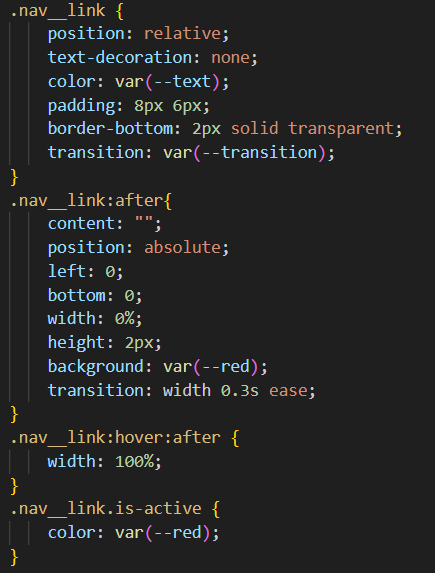 .nav__link {
    position: relative;
    text-decoration: none;
    color: var(--text);
    padding: 8px 6px;
    border-bottom: 2px solid transparent;
    transition: var(--transition);
}
.nav__link:after{
    content: "";
    position: absolute;
    left: 0;
    bottom: 0;
    width: 0%;
    height: 2px;
    background: var(--red);
    transition: width 0.3s ease;
}
.nav__link:hover:after {
    width: 100%;
}
.nav__link.is-active {
    color: var(--red);
}